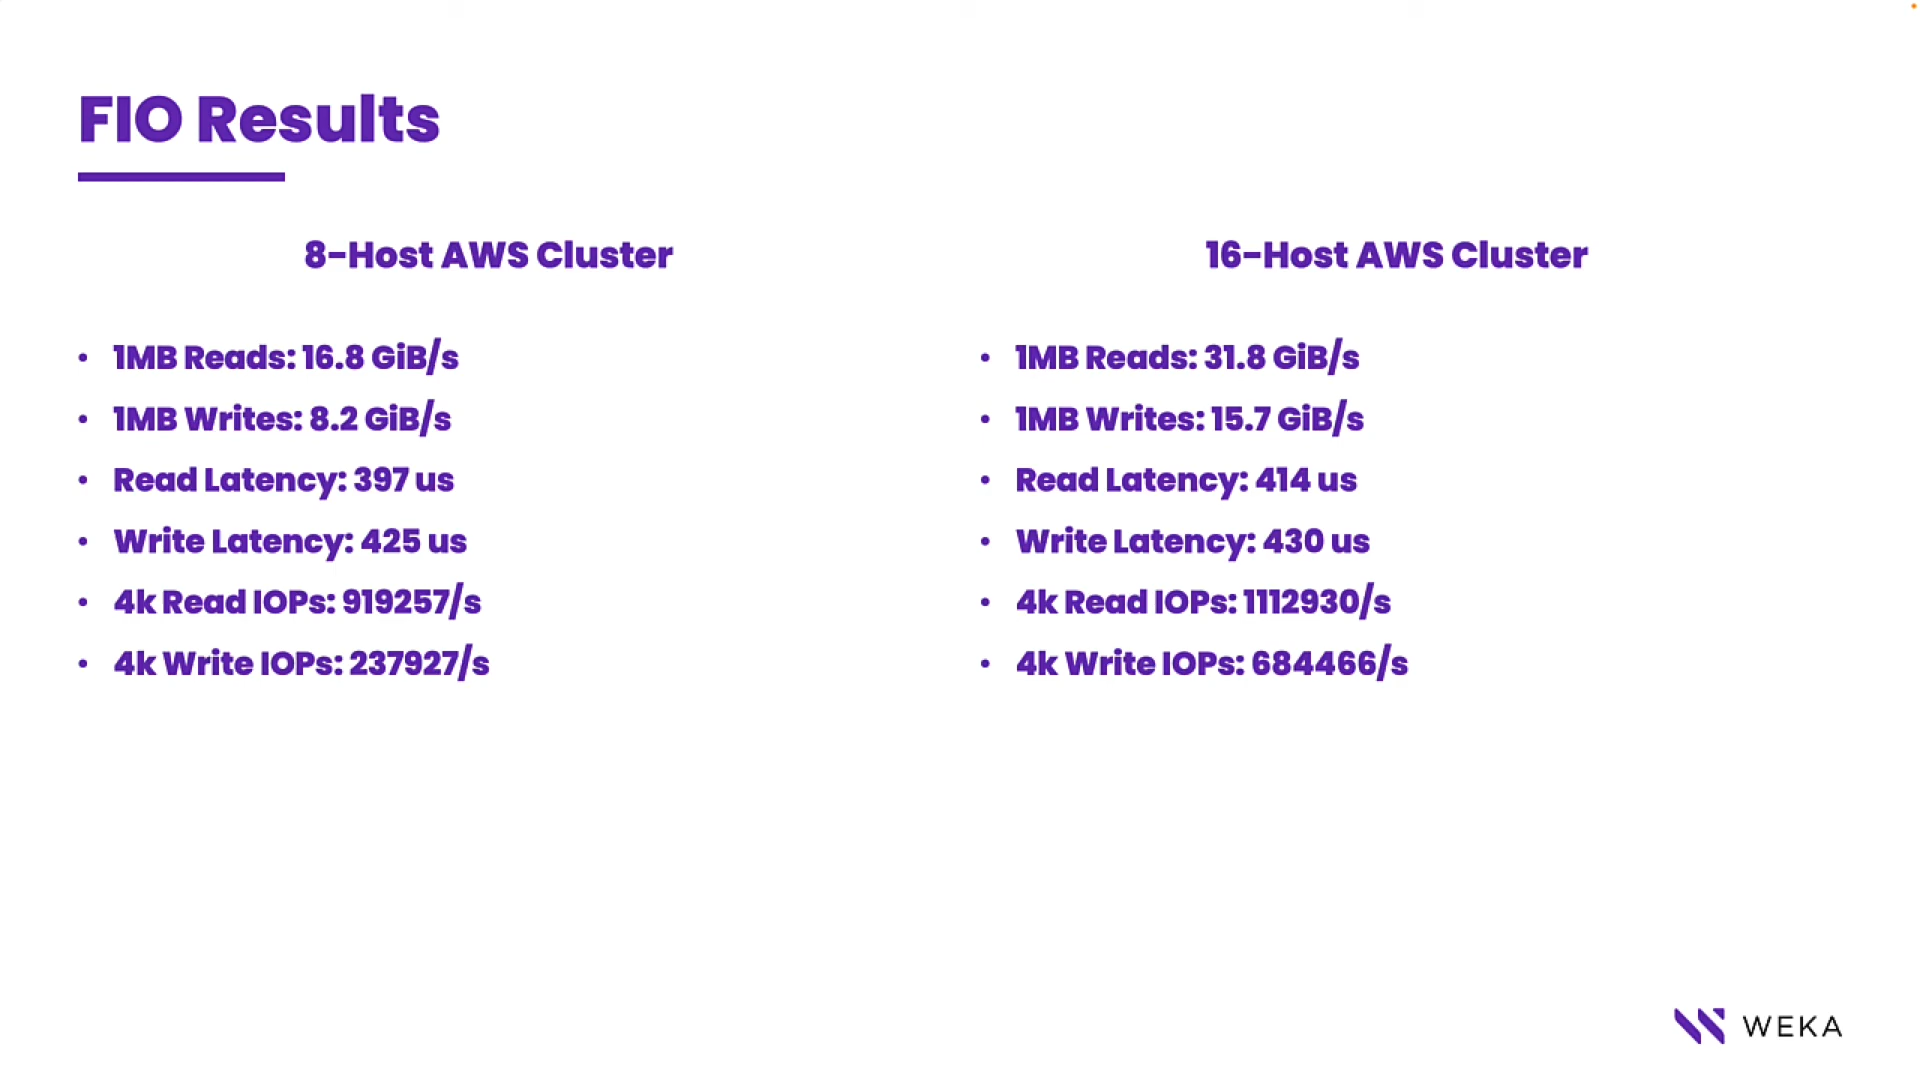 FIO Results
8-Host AWS Cluster
• 1MB Reads: 16.8 GiB/s
• 1MB Writes: 8.2 GiB/s
• Read Latency: 397 us
• Write Latency: 425 us
• 4k Read IOPs: 919257/s
• 4k Write IOPs: 237927/s
16-Host AWS Cluster
• 1MB Reads: 31.8 GiB/s
• 1MB Writes: 15.7 GiB/s
• Read Latency: 414 us
• Write Latency: 430 us
• 4k Read IOPs: 1112930/s
• 4k Write IOPs: 684466/s
WEKA